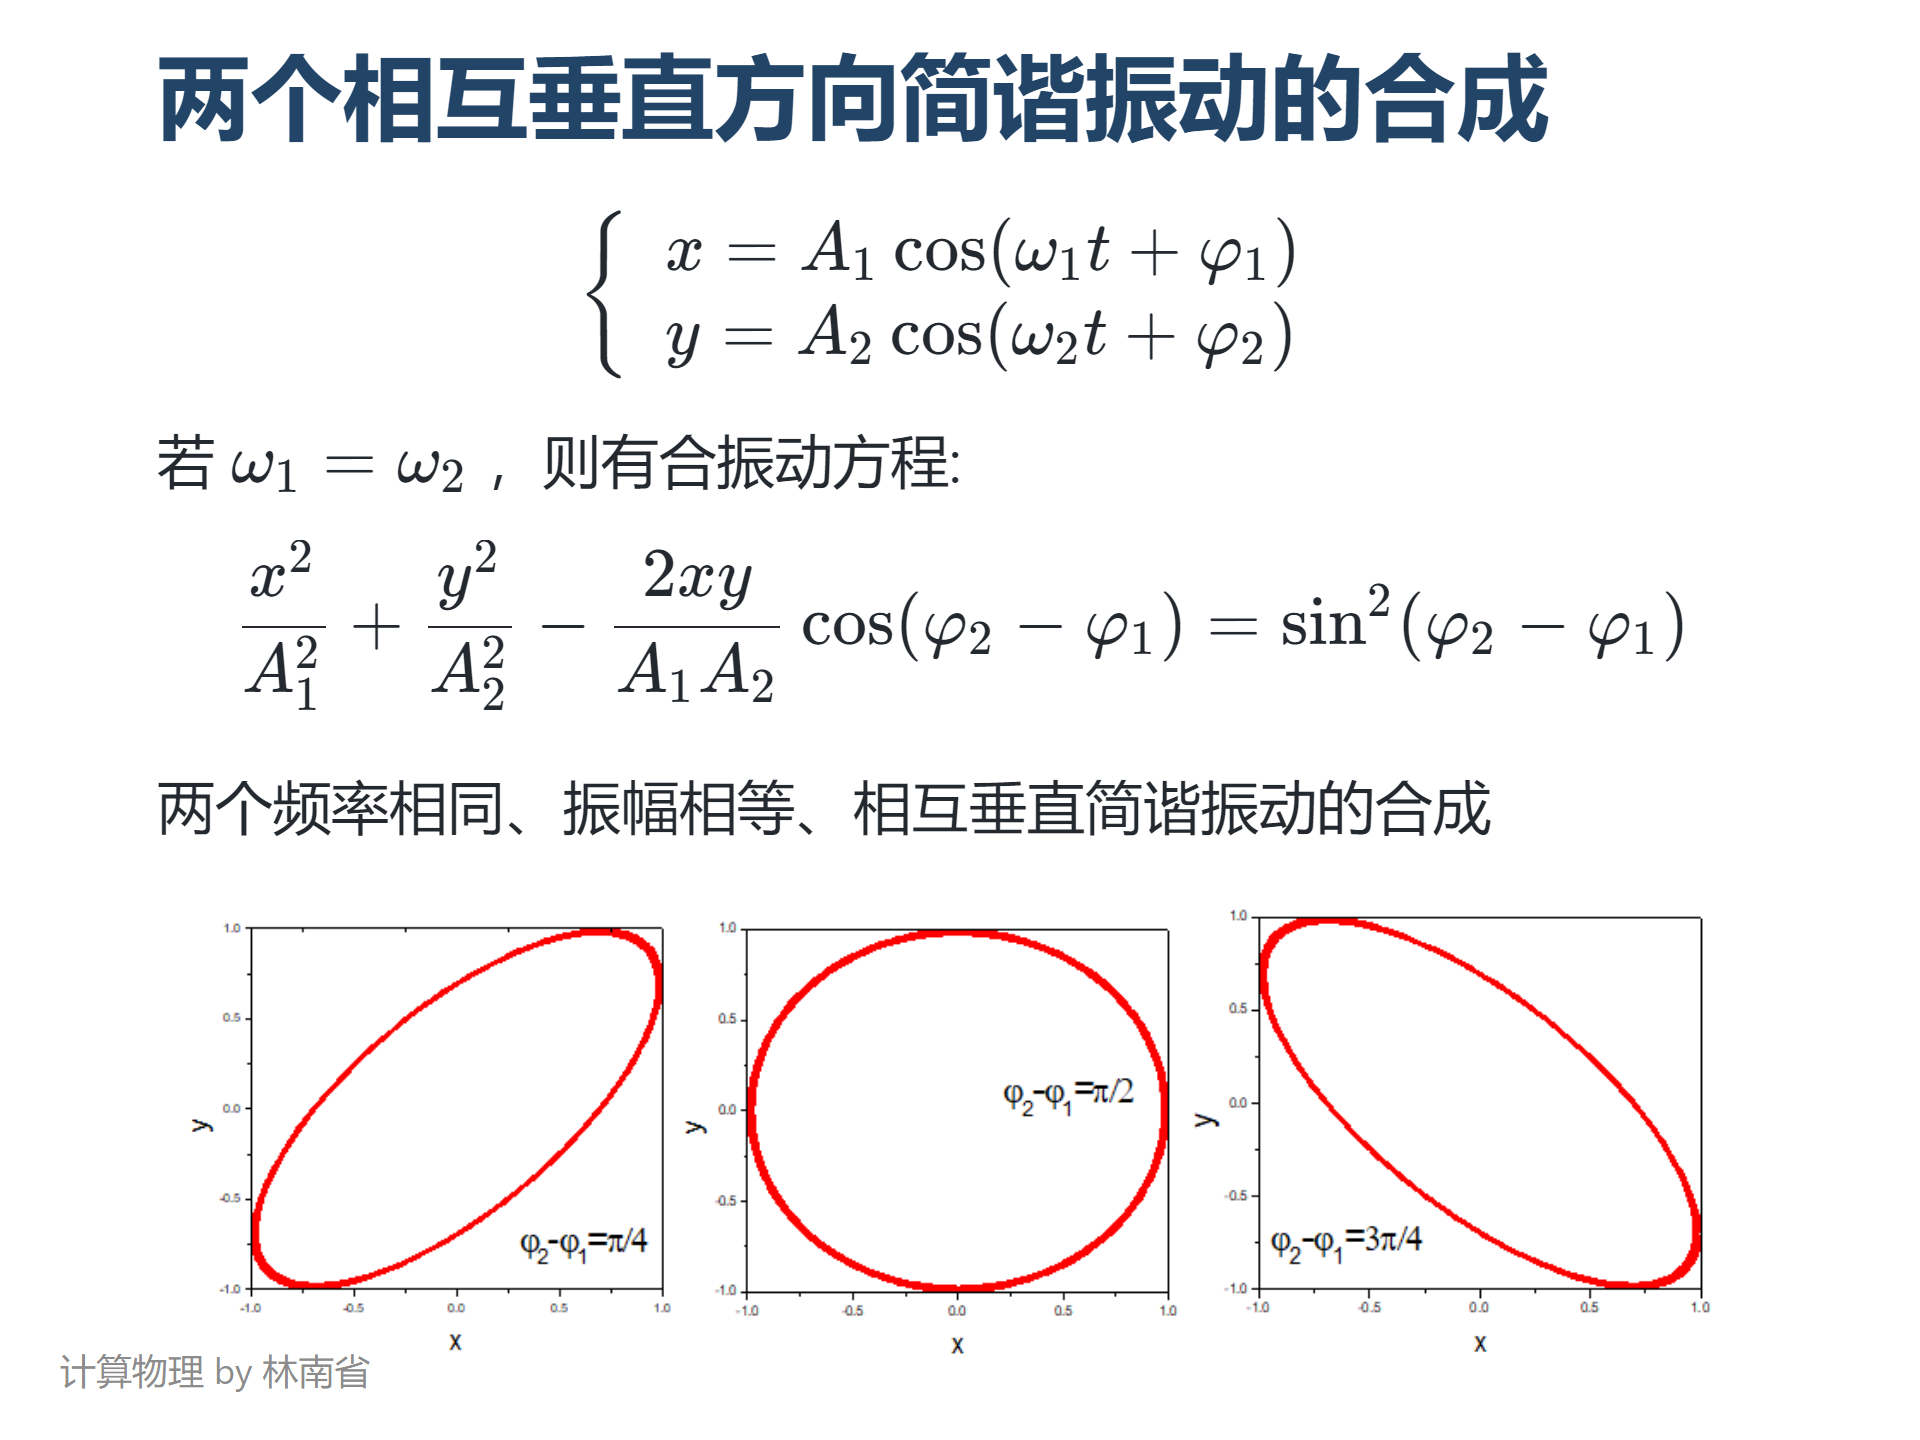 两个相互垂直方向简谐振动的合成
x = A₁ cos(ω₁t + φ₁)
y = A₂ cos(ω₂t + φ₂)
若 ω₁ = ω₂ ，则有合振动方程:
x²/A₁² + y²/A₂² − 2xy/(A₁A₂) cos(φ₂ − φ₁) = sin²(φ₂ − φ₁)
两个频率相同、振幅相等、相互垂直简谐振动的合成
1.0
0.5
0.0
-0.5
-1.0
y
-1.0 -0.5 0.0 0.5 1.0
x
φ₂-φ₁=π/4
1.0
0.5
0.0
-0.5
-1.0
y
-1.0 -0.5 0.0 0.5 1.0
x
φ₂-φ₁=π/2
1.0
0.5
0.0
-0.5
-1.0
y
-1.0 -0.5 0.0 0.5 1.0
x
φ₂-φ₁=3π/4
计算物理 by 林南省